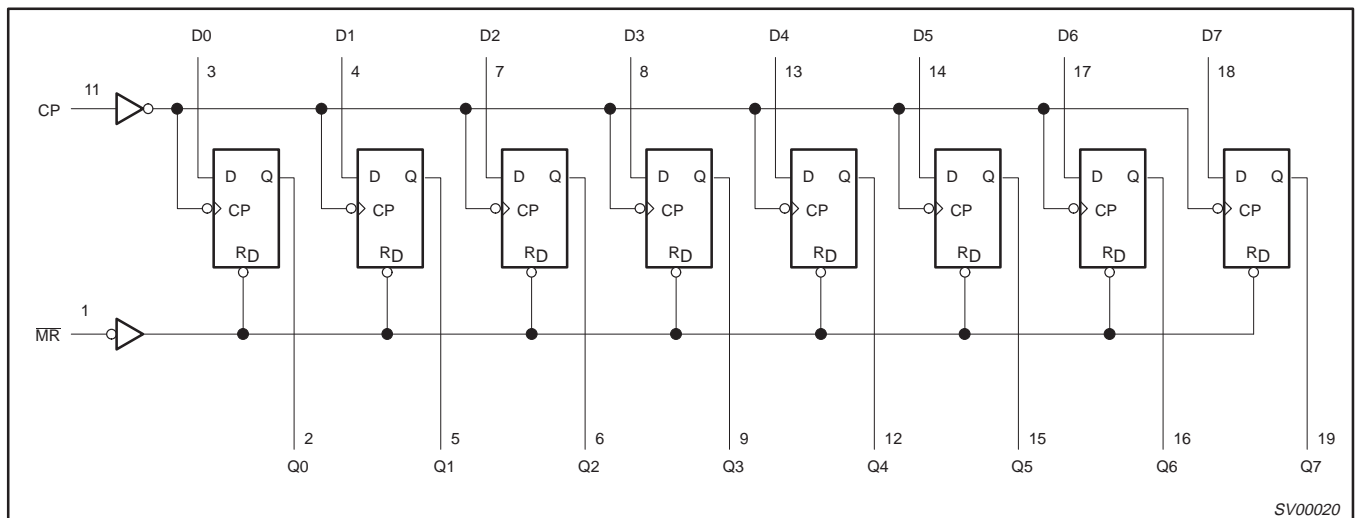 D0 D1 D2 D3 D4 D5 D6 D7
3 4 7 8 13 14 17 18
11
CP
D Q D Q D Q D Q D Q D Q D Q D Q
CP CP CP CP CP CP CP CP
RD RD RD RD RD RD RD RD
1
M̅R̅
2 5 6 9 12 15 16 19
Q0 Q1 Q2 Q3 Q4 Q5 Q6 Q7
SV00020